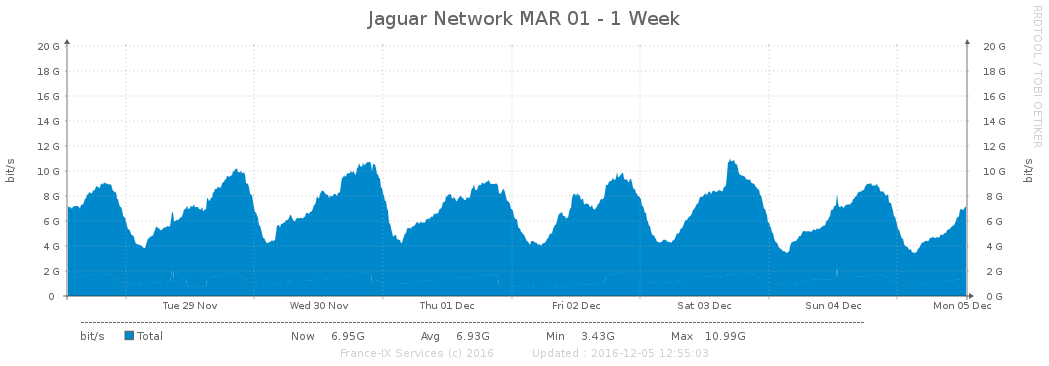 Jaguar Network MAR 01 - 1 Week
RRDTOOL / TOBI OETIKER
bit/s
bit/s
20 G 20 G
18 G 18 G
16 G 16 G
14 G 14 G
12 G 12 G
10 G 10 G
8 G 8 G
6 G 6 G
4 G 4 G
2 G 2 G
0 0 G
Tue 29 Nov Wed 30 Nov Thu 01 Dec Fri 02 Dec Sat 03 Dec Sun 04 Dec Mon 05 Dec
bit/s Total Now 6.95G Avg 6.93G Min 3.43G Max 10.99G
France-IX Services (c) 2016 Updated : 2016-12-05 12:55:03